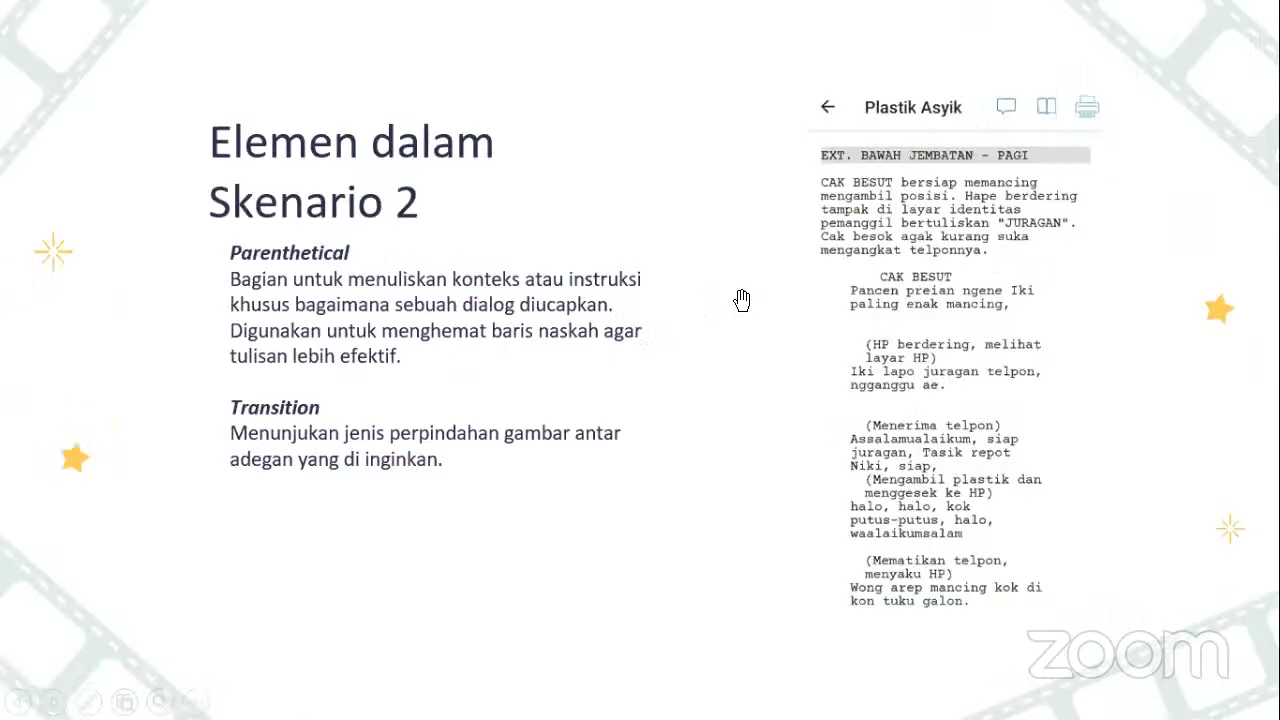 Elemen dalam
Skenario 2
Parenthetical
Bagian untuk menuliskan konteks atau instruksi
khusus bagaimana sebuah dialog diucapkan.
Digunakan untuk menghemat baris naskah agar
tulisan lebih efektif.
Transition
Menunjukan jenis perpindahan gambar antar
adegan yang di inginkan.
Plastik Asyik
EXT. BAWAH JEMBATAN - PAGI
CAK BESUT bersiap memancing
mengambil posisi. Hape berdering
tampak di layar identitas
pemanggil bertuliskan "JURAGAN".
Cak besok agak kurang suka
mengangkat telponnya.
CAK BESUT
Pancen preian ngene Iki
paling enak mancing,
(HP berdering, melihat
layar HP)
Iki lapo juragan telpon,
ngganggu ae.
(Menerima telpon)
Assalamualaikum, siap
juragan, Tasik repot
Niki, siap,
(Mengambil plastik dan
menggesek ke HP)
halo, halo, kok
putus-putus, halo,
waalaikumsalam
(Mematikan telpon,
menyaku HP)
Wong arep mancing kok di
kon tuku galon.
zoom